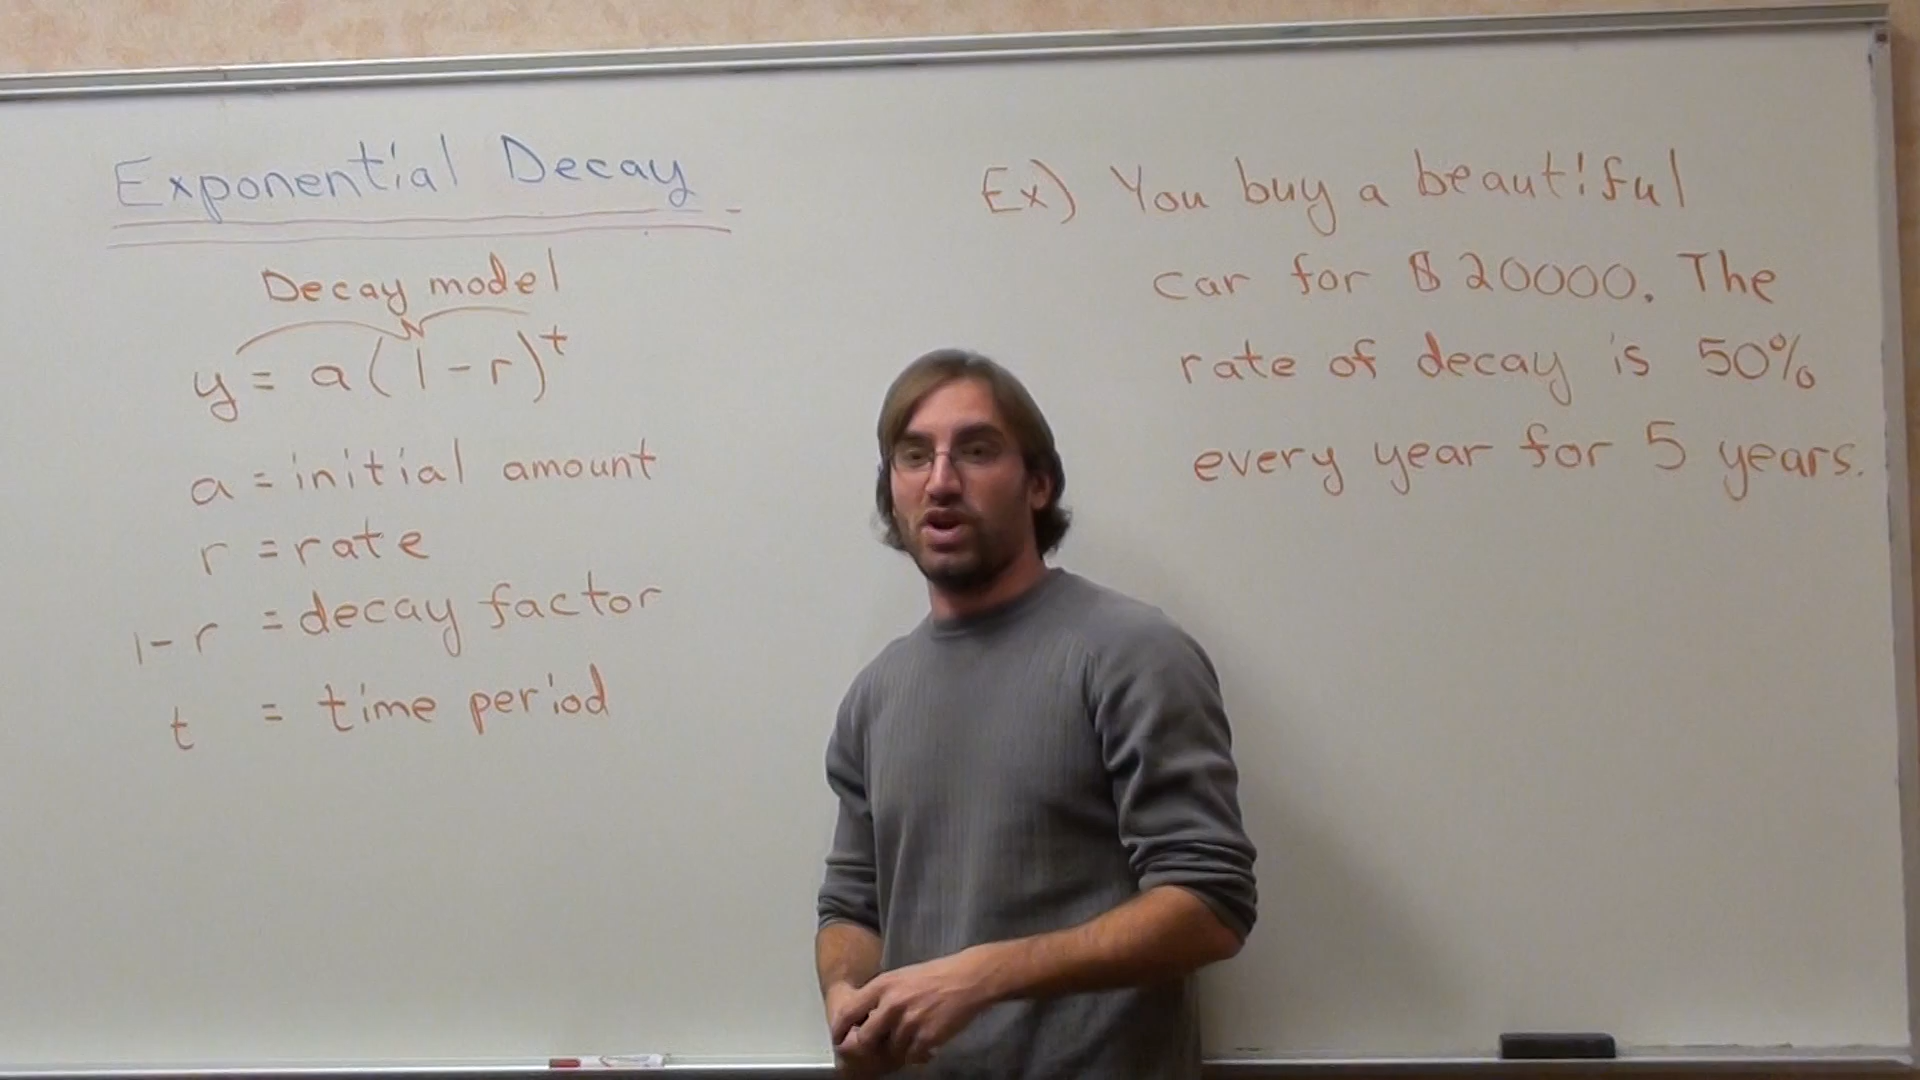 Exponential Decay
Decay model
y = a(1-r)^t
a = initial amount
r = rate
1-r = decay factor
t = time period
Ex) You buy a beautiful
car for $20000. The
rate of decay is 50%
every year for 5 years.